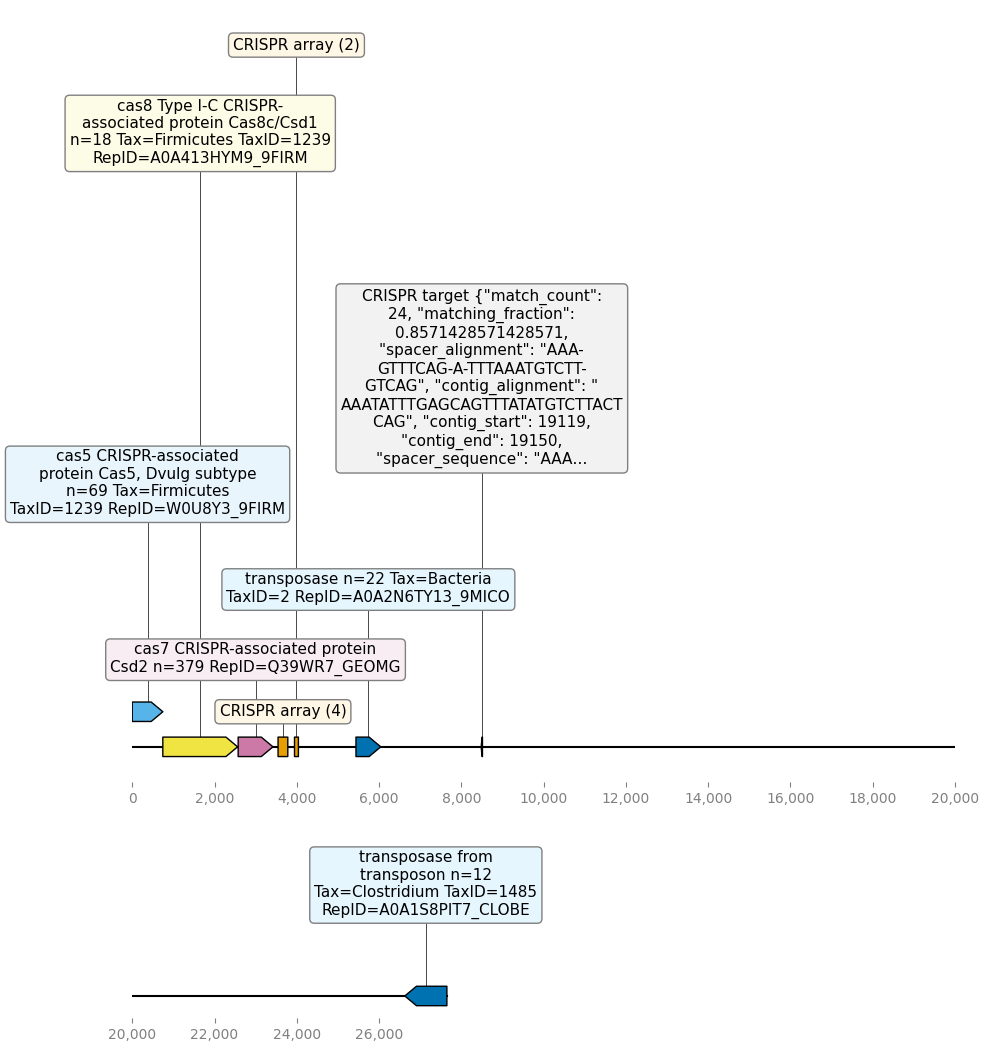 CRISPR array (2)
cas8 Type I-C CRISPR-
associated protein Cas8c/Csd1
n=18 Tax=Firmicutes TaxID=1239
RepID=A0A413HYM9_9FIRM
CRISPR target {"match_count":
24, "matching_fraction":
0.8571428571428571,
"spacer_alignment": "AAA-
GTTTCAG-A-TTTAAATGTCTT-
GTCAG", "contig_alignment": "
AAATATTTGAGCAGTTTATATGTCTTACT
CAG", "contig_start": 19119,
"contig_end": 19150,
"spacer_sequence": "AAA...
cas5 CRISPR-associated
protein Cas5, Dvulg subtype
n=69 Tax=Firmicutes
TaxID=1239 RepID=W0U8Y3_9FIRM
transposase n=22 Tax=Bacteria
TaxID=2 RepID=A0A2N6TY13_9MICO
cas7 CRISPR-associated protein
Csd2 n=379 RepID=Q39WR7_GEOMG
CRISPR array (4)
0 2,000 4,000 6,000 8,000 10,000 12,000 14,000 16,000 18,000 20,000
transposase from
transposon n=12
Tax=Clostridium TaxID=1485
RepID=A0A1S8PIT7_CLOBE
20,000 22,000 24,000 26,000